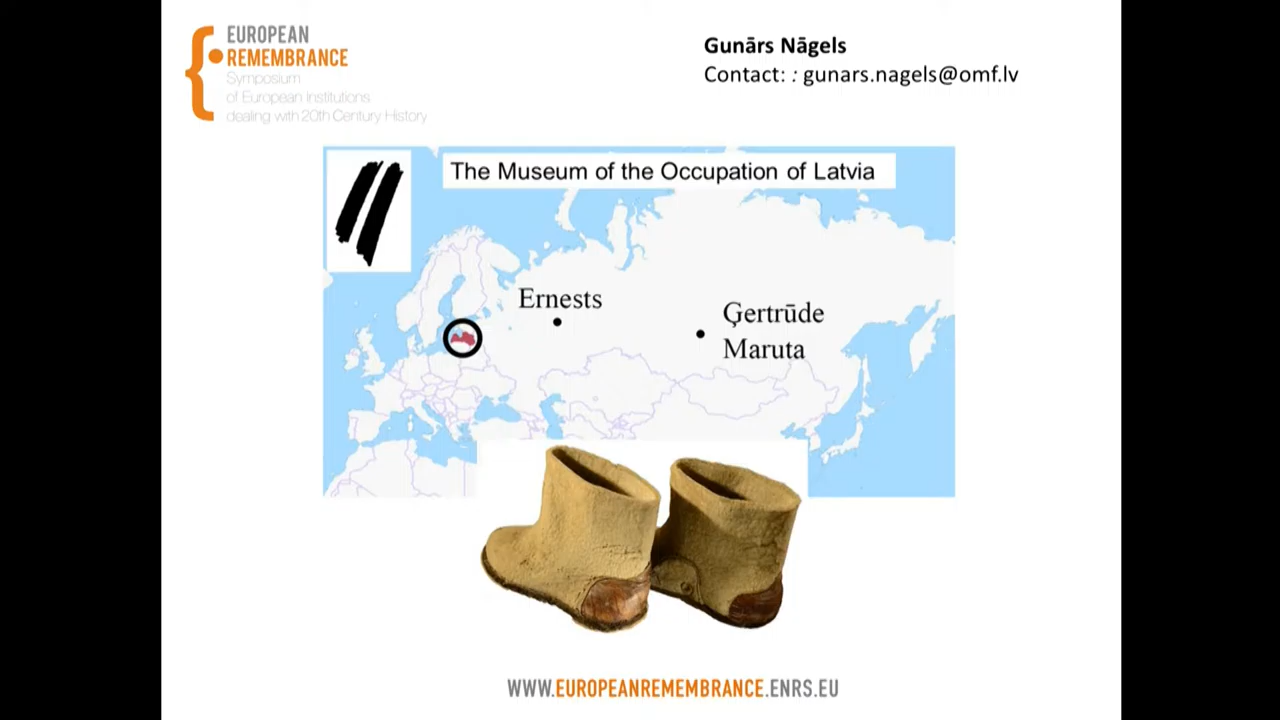 EUROPEAN
REMEMBRANCE
Symposium
of European Institutions
dealing with 20th Century History
Gunārs Nāgels
Contact: : gunars.nagels@omf.lv
The Museum of the Occupation of Latvia
Ernests
Ģertrūde
Maruta
WWW.EUROPEANREMEMBRANCE.ENRS.EU